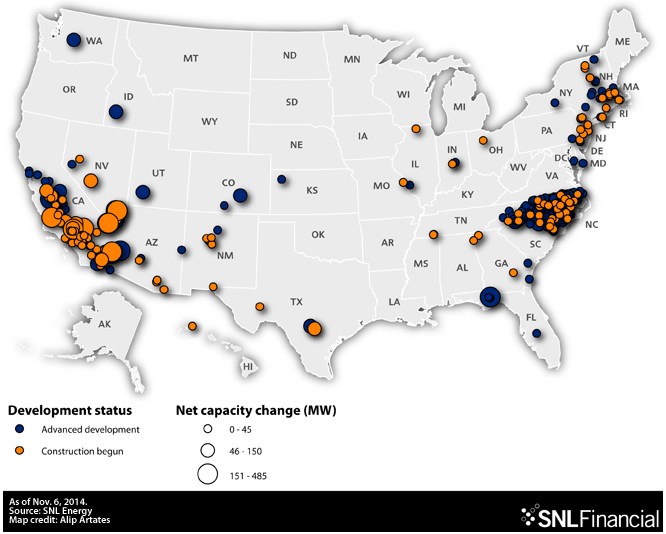 WA
MT
ND
MN
ME
VT
NH
OR
ID
SD
WI
MI
NY
MA
RI
CT
WY
IA
PA
NJ
NE
OH
DE
NV
UT
CO
IL
IN
DC
MD
WV
VA
KS
MO
KY
CA
NC
AZ
NM
OK
AR
TN
SC
MS
AL
GA
TX
LA
FL
AK
HI
Development status
Advanced development
Construction begun
Net capacity change (MW)
0 - 45
46 - 150
151 - 485
As of Nov. 6, 2014.
Source: SNL Energy
Map credit: Alip Artates
SNLFinancial